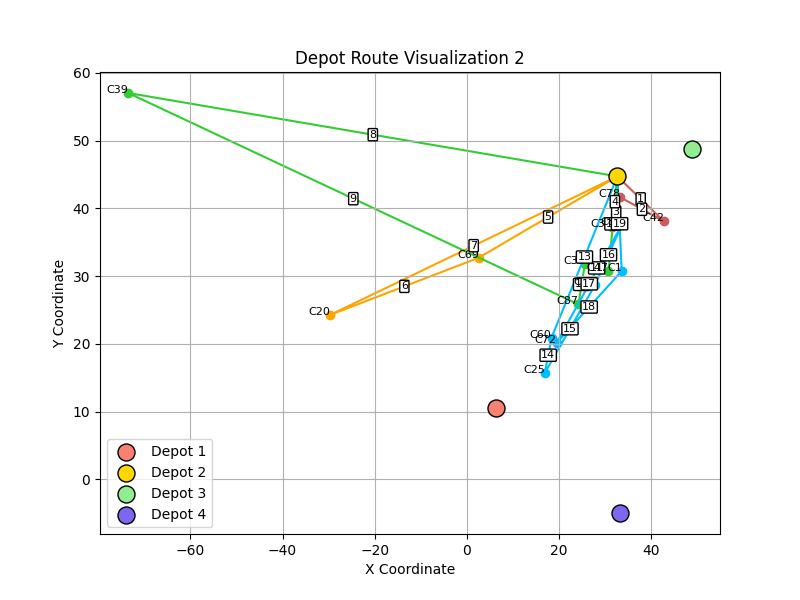 Depot Route Visualization 2
60
50
40
30
20
10
0
Y Coordinate
−60
−40
−20
0
20
40
X Coordinate
C39
8
9
C78
4
1
2
C42
3
19
5
7
C69
6
C20
13
16
C1
17
C87
18
15
C60
C72
14
C25
Depot 1
Depot 2
Depot 3
Depot 4